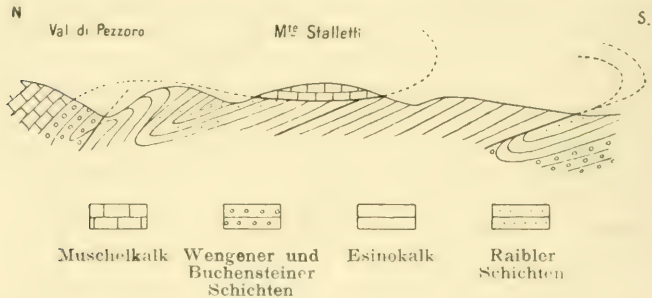 N
S.
Val di Pezzoro
Mte Stalletti
Muschelkalk
Wengener und
Buchensteiner
Schichten
Esinokalk
Raibler
Schichten